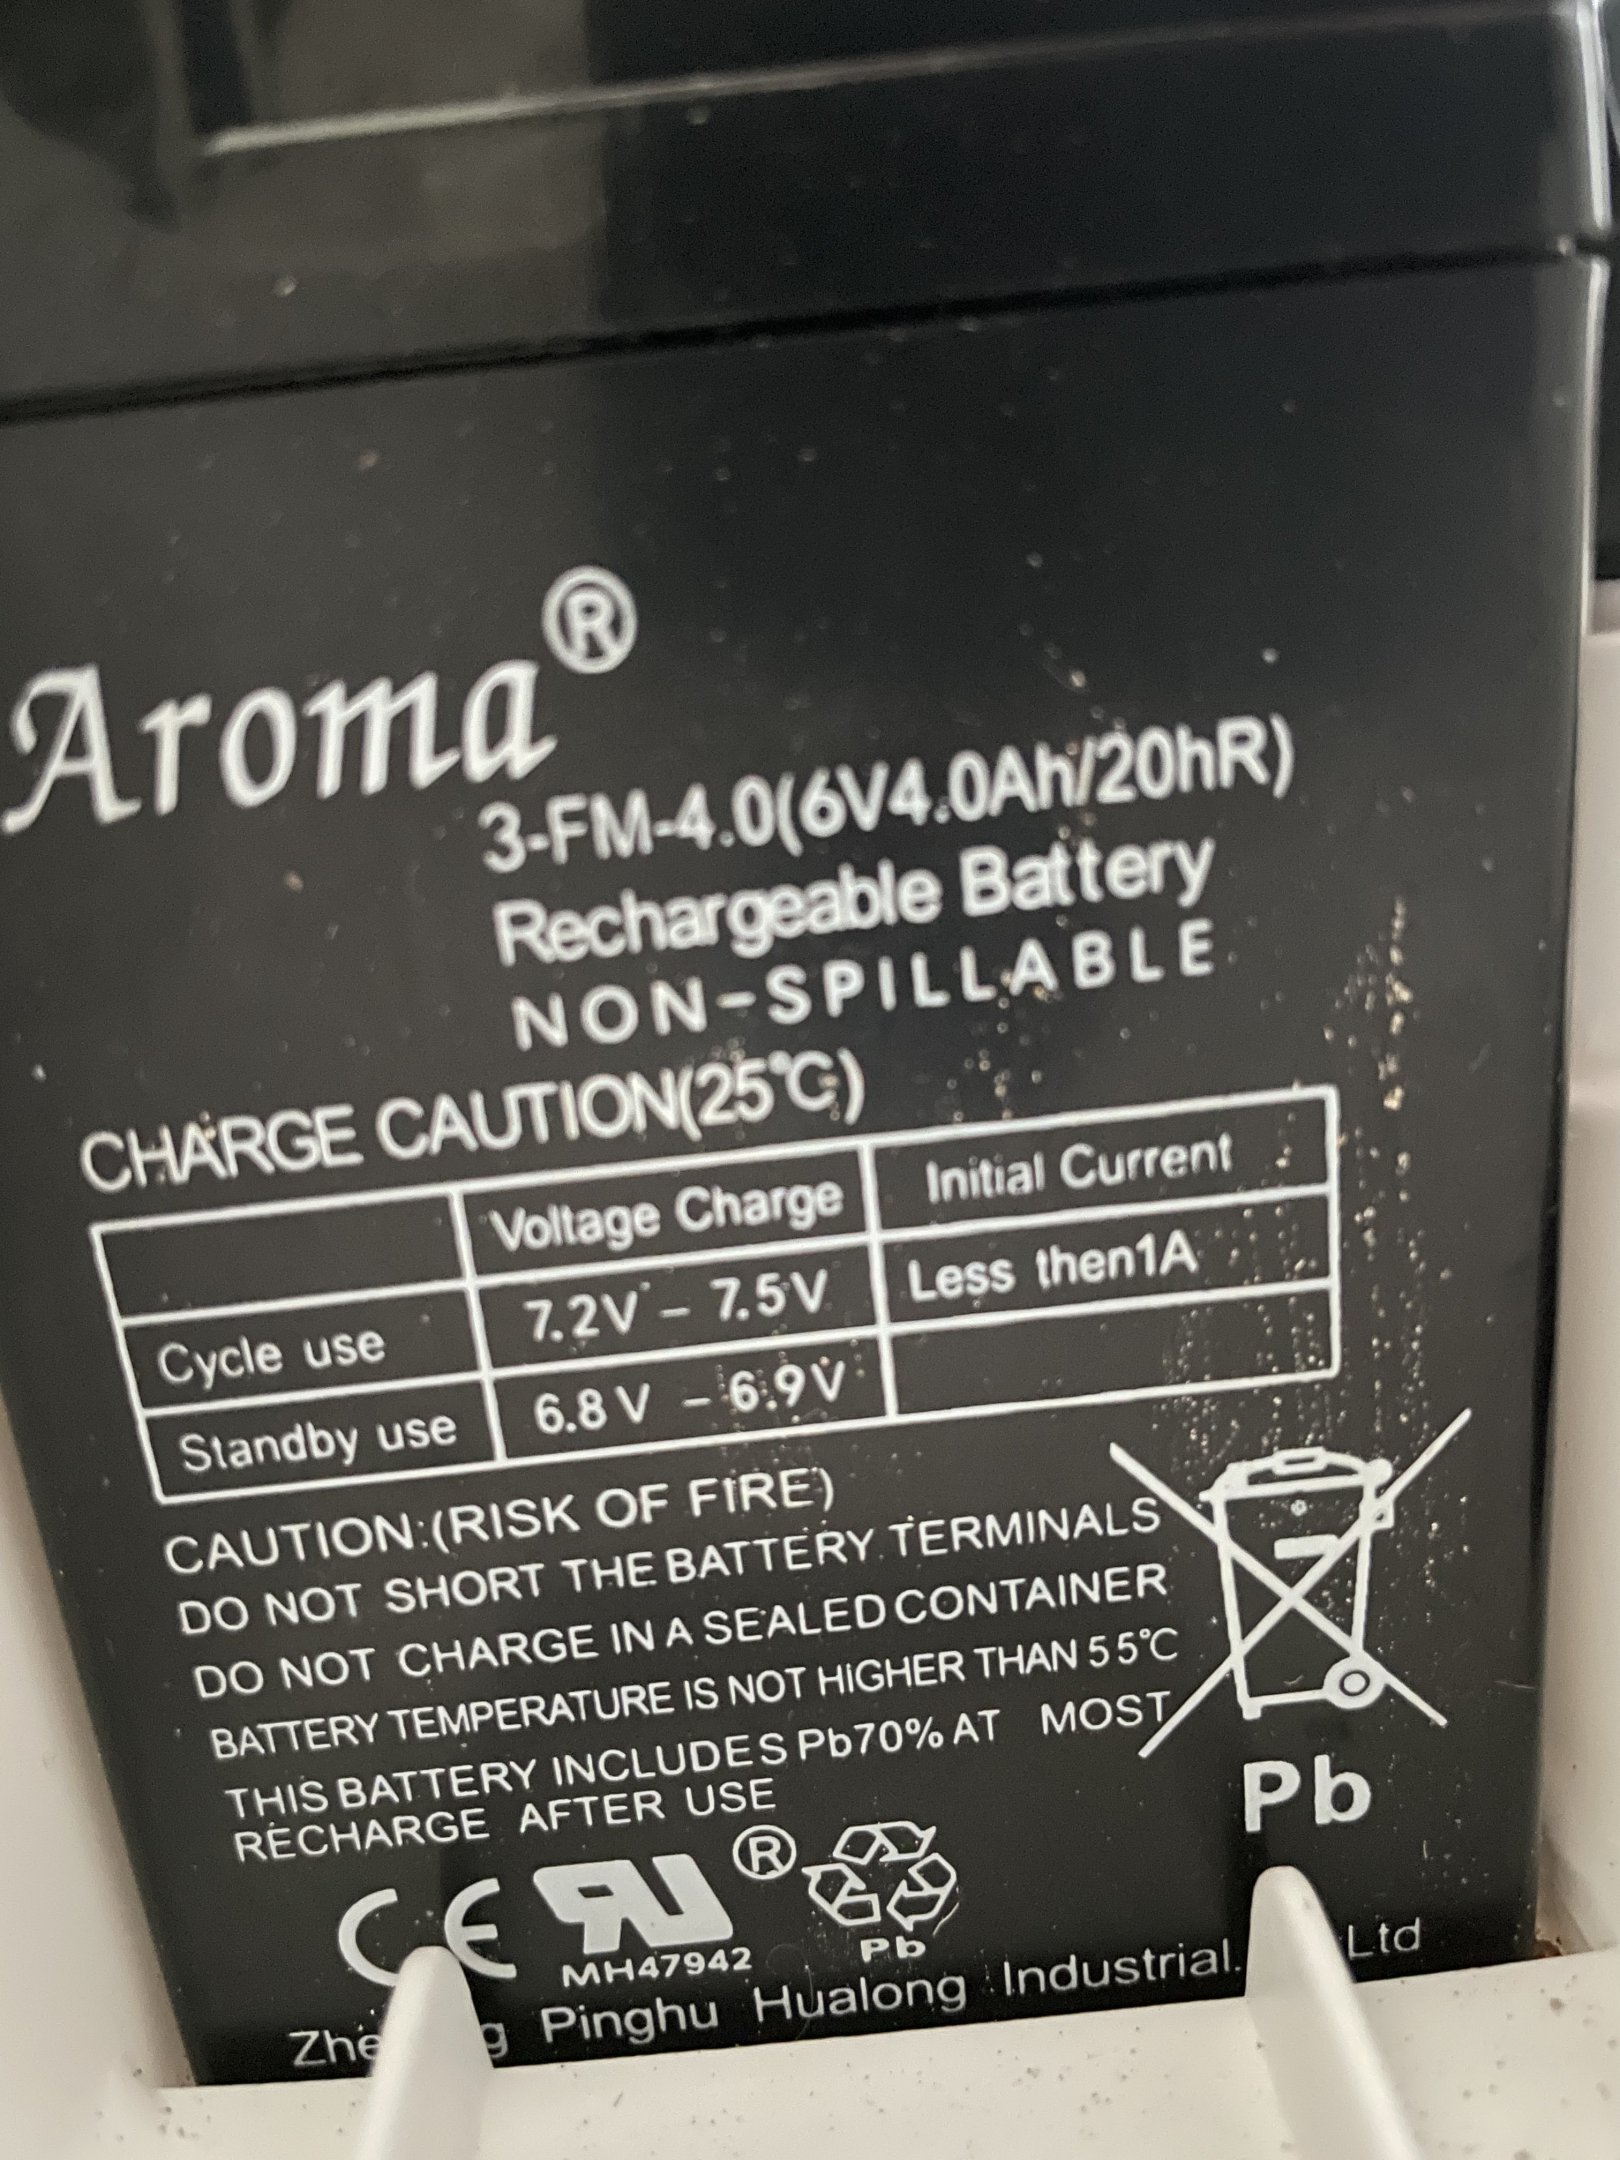 Aroma®
3-FM-4.0(6V4.0Ah/20hR)
Rechargeable Battery
NON-SPILLABLE
CHARGE CAUTION(25℃)
Voltage Charge Initial Current
Cycle use 7.2V - 7.5V Less then1A
Standby use 6.8V - 6.9V
CAUTION:(RISK OF FIRE)
DO NOT SHORT THE BATTERY TERMINALS
DO NOT CHARGE IN A SEALED CONTAINER
BATTERY TEMPERATURE IS NOT HIGHER THAN 55℃
THIS BATTERY INCLUDES Pb70% AT MOST
RECHARGE AFTER USE
Pb
CE RU ®
MH47942
Pb
Pinghu Hualong Industrial. Ltd